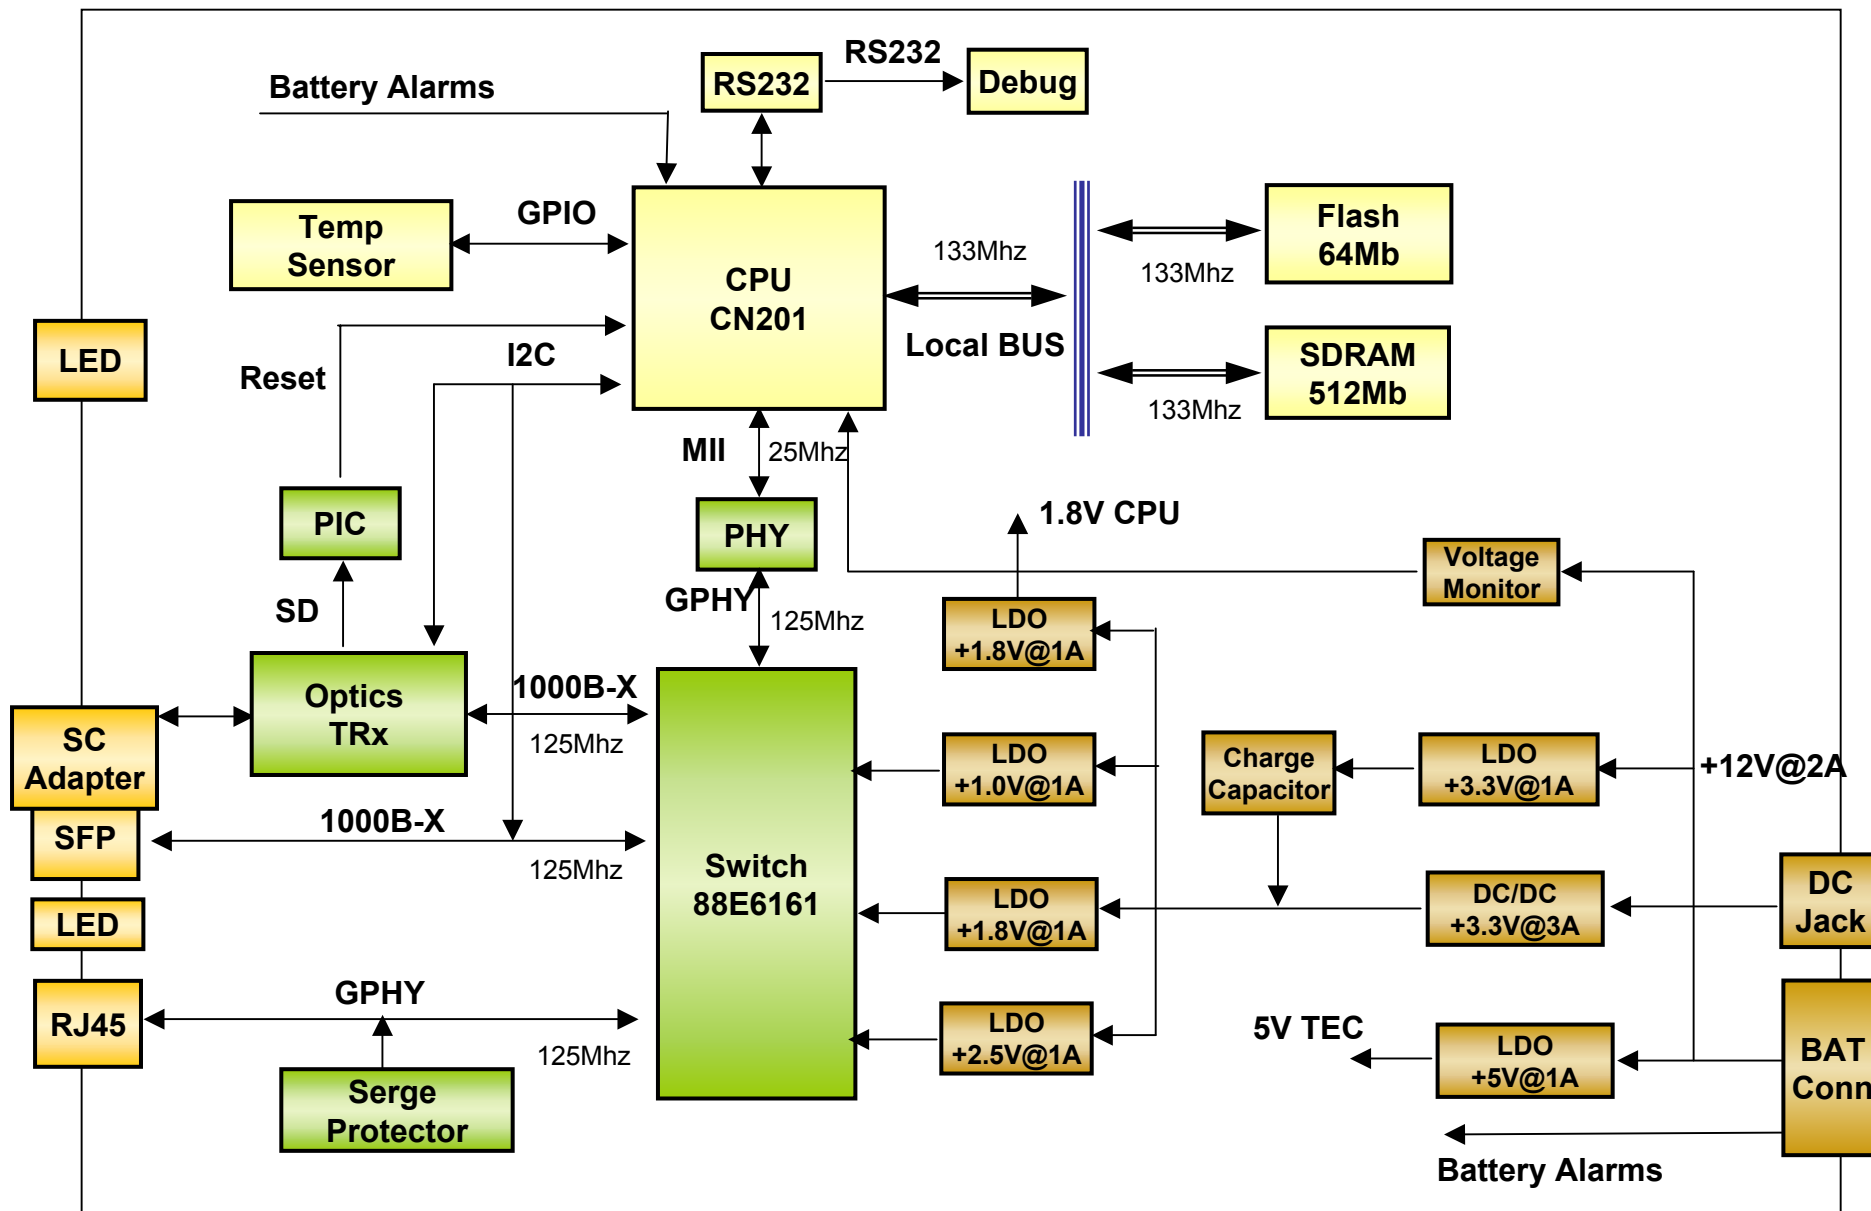 RS232
Battery Alarms
RS232
Debug
GPIO
Temp
Sensor
CPU
CN201
133Mhz
Flash
64Mb
133Mhz
LED
Reset
I2C
Local BUS
SDRAM
512Mb
133Mhz
MII
25Mhz
PIC
PHY
1.8V CPU
Voltage
Monitor
SD
GPHY
125Mhz
LDO
+1.8V@1A
Optics
TRx
1000B-X
125Mhz
SC
Adapter
LDO
+1.0V@1A
Charge
Capacitor
LDO
+3.3V@1A
+12V@2A
SFP
1000B-X
125Mhz
Switch
88E6161
LED
LDO
+1.8V@1A
DC/DC
+3.3V@3A
DC
Jack
RJ45
GPHY
125Mhz
LDO
+2.5V@1A
5V TEC
LDO
+5V@1A
BAT
Conn
Serge
Protector
Battery Alarms